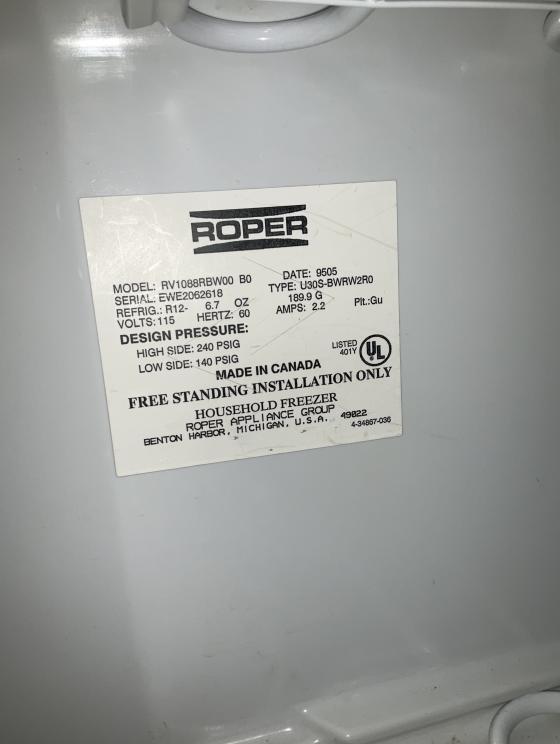 ROPER
MODEL: RV1088RBW00 B0 DATE: 9505
SERIAL: EWE2062618 TYPE: U30S-BWRW2R0
REFRIG.: R12- 6.7 OZ 189.9 G
VOLTS: 115 HERTZ: 60 AMPS: 2.2 Plt.:Gu
DESIGN PRESSURE:
HIGH SIDE: 240 PSIG
LOW SIDE: 140 PSIG
LISTED
401Y
UL
MADE IN CANADA
FREE STANDING INSTALLATION ONLY
HOUSEHOLD FREEZER
ROPER APPLIANCE GROUP
BENTON HARBOR, MICHIGAN, U.S.A. 49022
4-34867-036